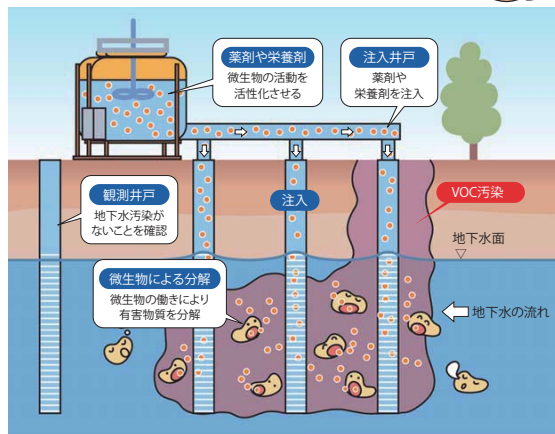 薬剤や栄養剤
微生物の活動を
活性化させる
注入井戸
薬剤や
栄養剤を注入
観測井戸
地下水汚染が
ないことを確認
注入
VOC汚染
地下水面
微生物による分解
微生物の働きにより
有害物質を分解
地下水の流れ